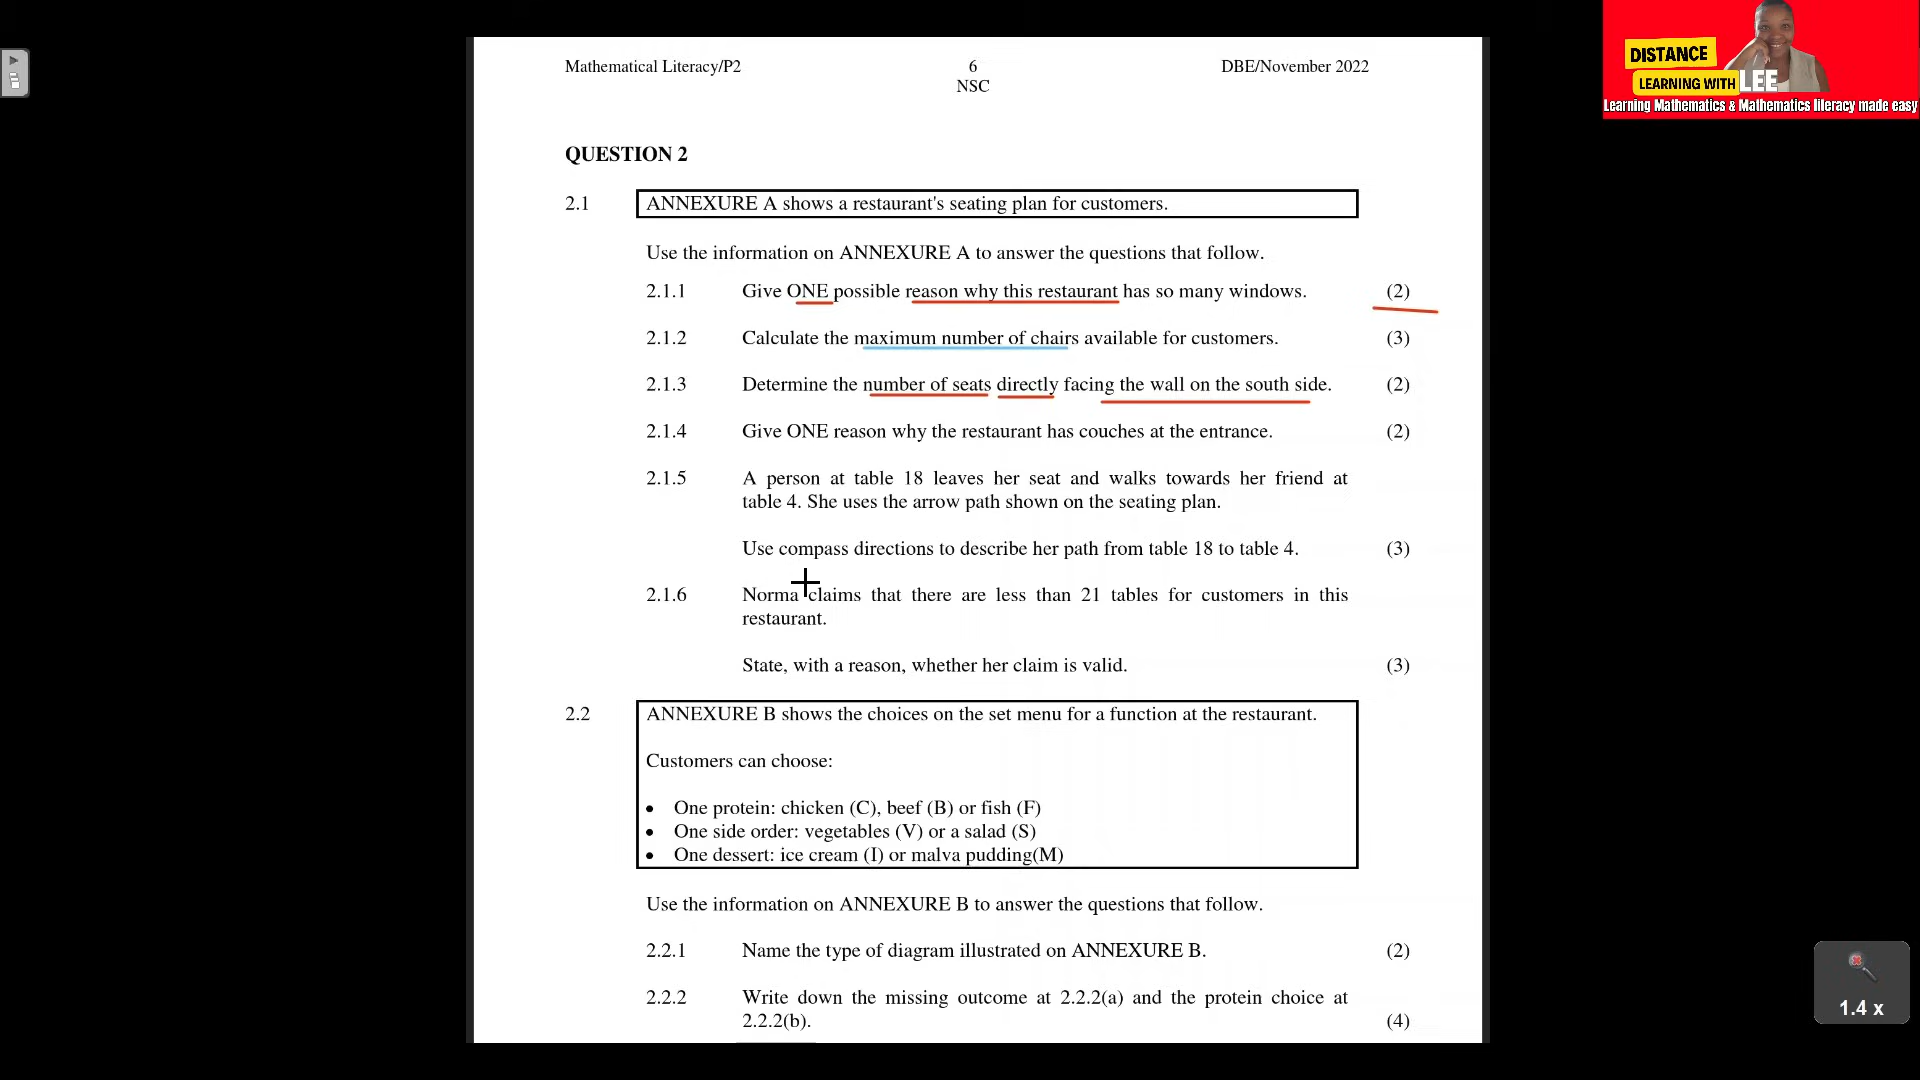 DISTANCE
LEARNING WITH LEE
Learning Mathematics & Mathematics literacy made easy
Mathematical Literacy/P2 6 DBE/November 2022
NSC
QUESTION 2
2.1 ANNEXURE A shows a restaurant's seating plan for customers.
Use the information on ANNEXURE A to answer the questions that follow.
2.1.1 Give ONE possible reason why this restaurant has so many windows. (2)
2.1.2 Calculate the maximum number of chairs available for customers. (3)
2.1.3 Determine the number of seats directly facing the wall on the south side. (2)
2.1.4 Give ONE reason why the restaurant has couches at the entrance. (2)
2.1.5 A person at table 18 leaves her seat and walks towards her friend at
table 4. She uses the arrow path shown on the seating plan.
Use compass directions to describe her path from table 18 to table 4. (3)
2.1.6 Norma claims that there are less than 21 tables for customers in this
restaurant.
State, with a reason, whether her claim is valid. (3)
2.2 ANNEXURE B shows the choices on the set menu for a function at the restaurant.
Customers can choose:
• One protein: chicken (C), beef (B) or fish (F)
• One side order: vegetables (V) or a salad (S)
• One dessert: ice cream (I) or malva pudding(M)
Use the information on ANNEXURE B to answer the questions that follow.
2.2.1 Name the type of diagram illustrated on ANNEXURE B. (2)
2.2.2 Write down the missing outcome at 2.2.2(a) and the protein choice at
2.2.2(b). (4)
1.4 x